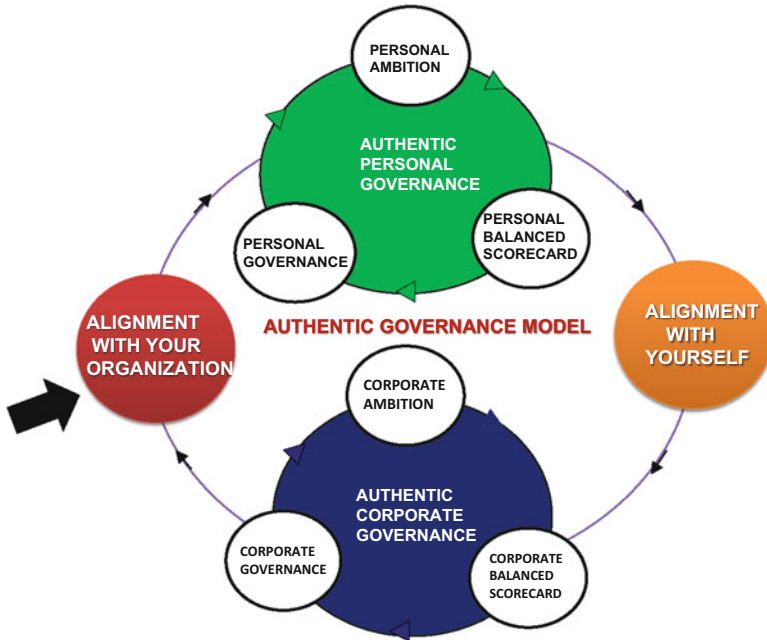 PERSONAL
AMBITION
AUTHENTIC
PERSONAL
GOVERNANCE
PERSONAL
GOVERNANCE
PERSONAL
BALANCED
SCORECARD
ALIGNMENT
WITH YOUR
ORGANIZATION
AUTHENTIC GOVERNANCE MODEL
ALIGNMENT
WITH
YOURSELF
CORPORATE
AMBITION
AUTHENTIC
CORPORATE
GOVERNANCE
CORPORATE
GOVERNANCE
CORPORATE
BALANCED
SCORECARD